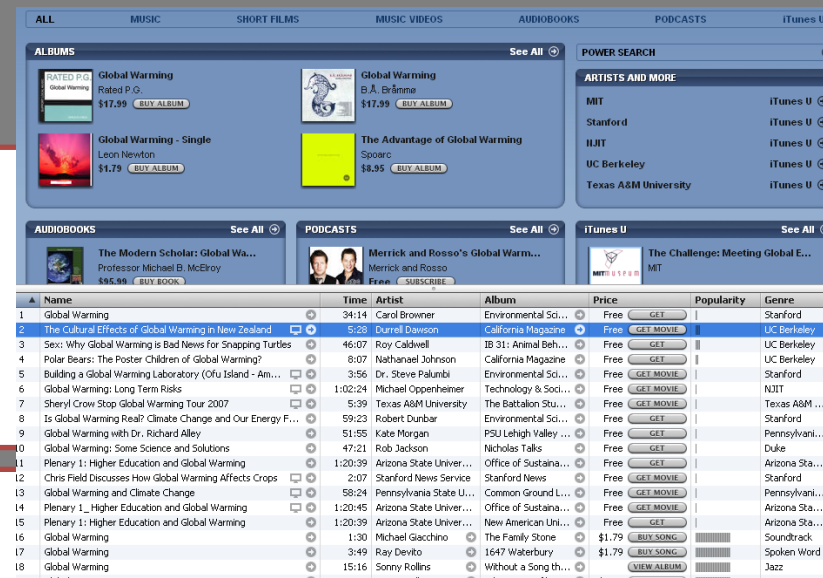 ALL MUSIC SHORT FILMS MUSIC VIDEOS AUDIOBOOKS PODCASTS iTunes U
ALBUMS See All
Global Warming
Rated P.G.
$17.99 BUY ALBUM
RATED P.G.
Global Warming
Global Warming
B.Å. Bråmmø
$17.99 BUY ALBUM
Global Warming - Single
Leon Newton
$1.79 BUY ALBUM
The Advantage of Global Warming
Spoarc
$8.95 BUY ALBUM
POWER SEARCH
ARTISTS AND MORE
MIT iTunes U
Stanford iTunes U
NJIT iTunes U
UC Berkeley iTunes U
Texas A&M University iTunes U
AUDIOBOOKS See All
The Modern Scholar: Global Wa...
Professor Michael B. McElroy
$95.99 BUY BOOK
PODCASTS See All
Merrick and Rosso's Global Warm...
Merrick and Rosso
Free SUBSCRIBE
iTunes U See All
The Challenge: Meeting Global E...
MIT
MIT museum
Name Time Artist Album Price Popularity Genre
1 Global Warming 34:14 Carol Browner Environmental Sci... Free GET Stanford
2 The Cultural Effects of Global Warming in New Zealand 5:28 Durrell Dawson California Magazine Free GET MOVIE UC Berkeley
3 Sex: Why Global Warming is Bad News for Snapping Turtles 46:07 Roy Caldwell IB 31: Animal Beh... Free GET UC Berkeley
4 Polar Bears: The Poster Children of Global Warming? 8:07 Nathanael Johnson California Magazine Free GET UC Berkeley
5 Building a Global Warming Laboratory (Ofu Island - Am... 3:56 Dr. Steve Palumbi Environmental Sci... Free GET MOVIE Stanford
6 Global Warming: Long Term Risks 1:02:24 Michael Oppenheimer Technology & Soci... Free GET MOVIE NJIT
7 Sheryl Crow Stop Global Warming Tour 2007 5:39 Texas A&M University The Battalion Stu... Free GET MOVIE Texas A&M ...
8 Is Global Warming Real? Climate Change and Our Energy F... 59:23 Robert Dunbar Environmental Sci... Free GET Stanford
9 Global Warming with Dr. Richard Alley 51:55 Kate Morgan PSU Lehigh Valley ... Free GET Pennsylvani...
10 Global Warming: Some Science and Solutions 47:21 Rob Jackson Nicholas Talks Free GET Duke
11 Plenary 1: Higher Education and Global Warming 1:20:39 Arizona State Univer... Office of Sustaina... Free GET Arizona Sta...
12 Chris Field Discusses How Global Warming Affects Crops 2:07 Stanford News Service Stanford News Free GET MOVIE Stanford
13 Global Warming and Climate Change 58:24 Pennsylvania State U... Common Ground L... Free GET MOVIE Pennsylvani...
14 Plenary 1_ Higher Education and Global Warming 1:20:45 Arizona State Univer... Office of Sustaina... Free GET MOVIE Arizona Sta...
15 Plenary 1: Higher Education and Global Warming 1:20:39 Arizona State Univer... New American Uni... Free GET Arizona Sta...
16 Global Warming 1:30 Michael Giacchino The Family Stone $1.79 BUY SONG Soundtrack
17 Global Warming 3:49 Ray Devito 1647 Waterbury $1.79 BUY SONG Spoken Word
18 Global Warming 15:16 Sonny Rollins Without a Song th... VIEW ALBUM Jazz